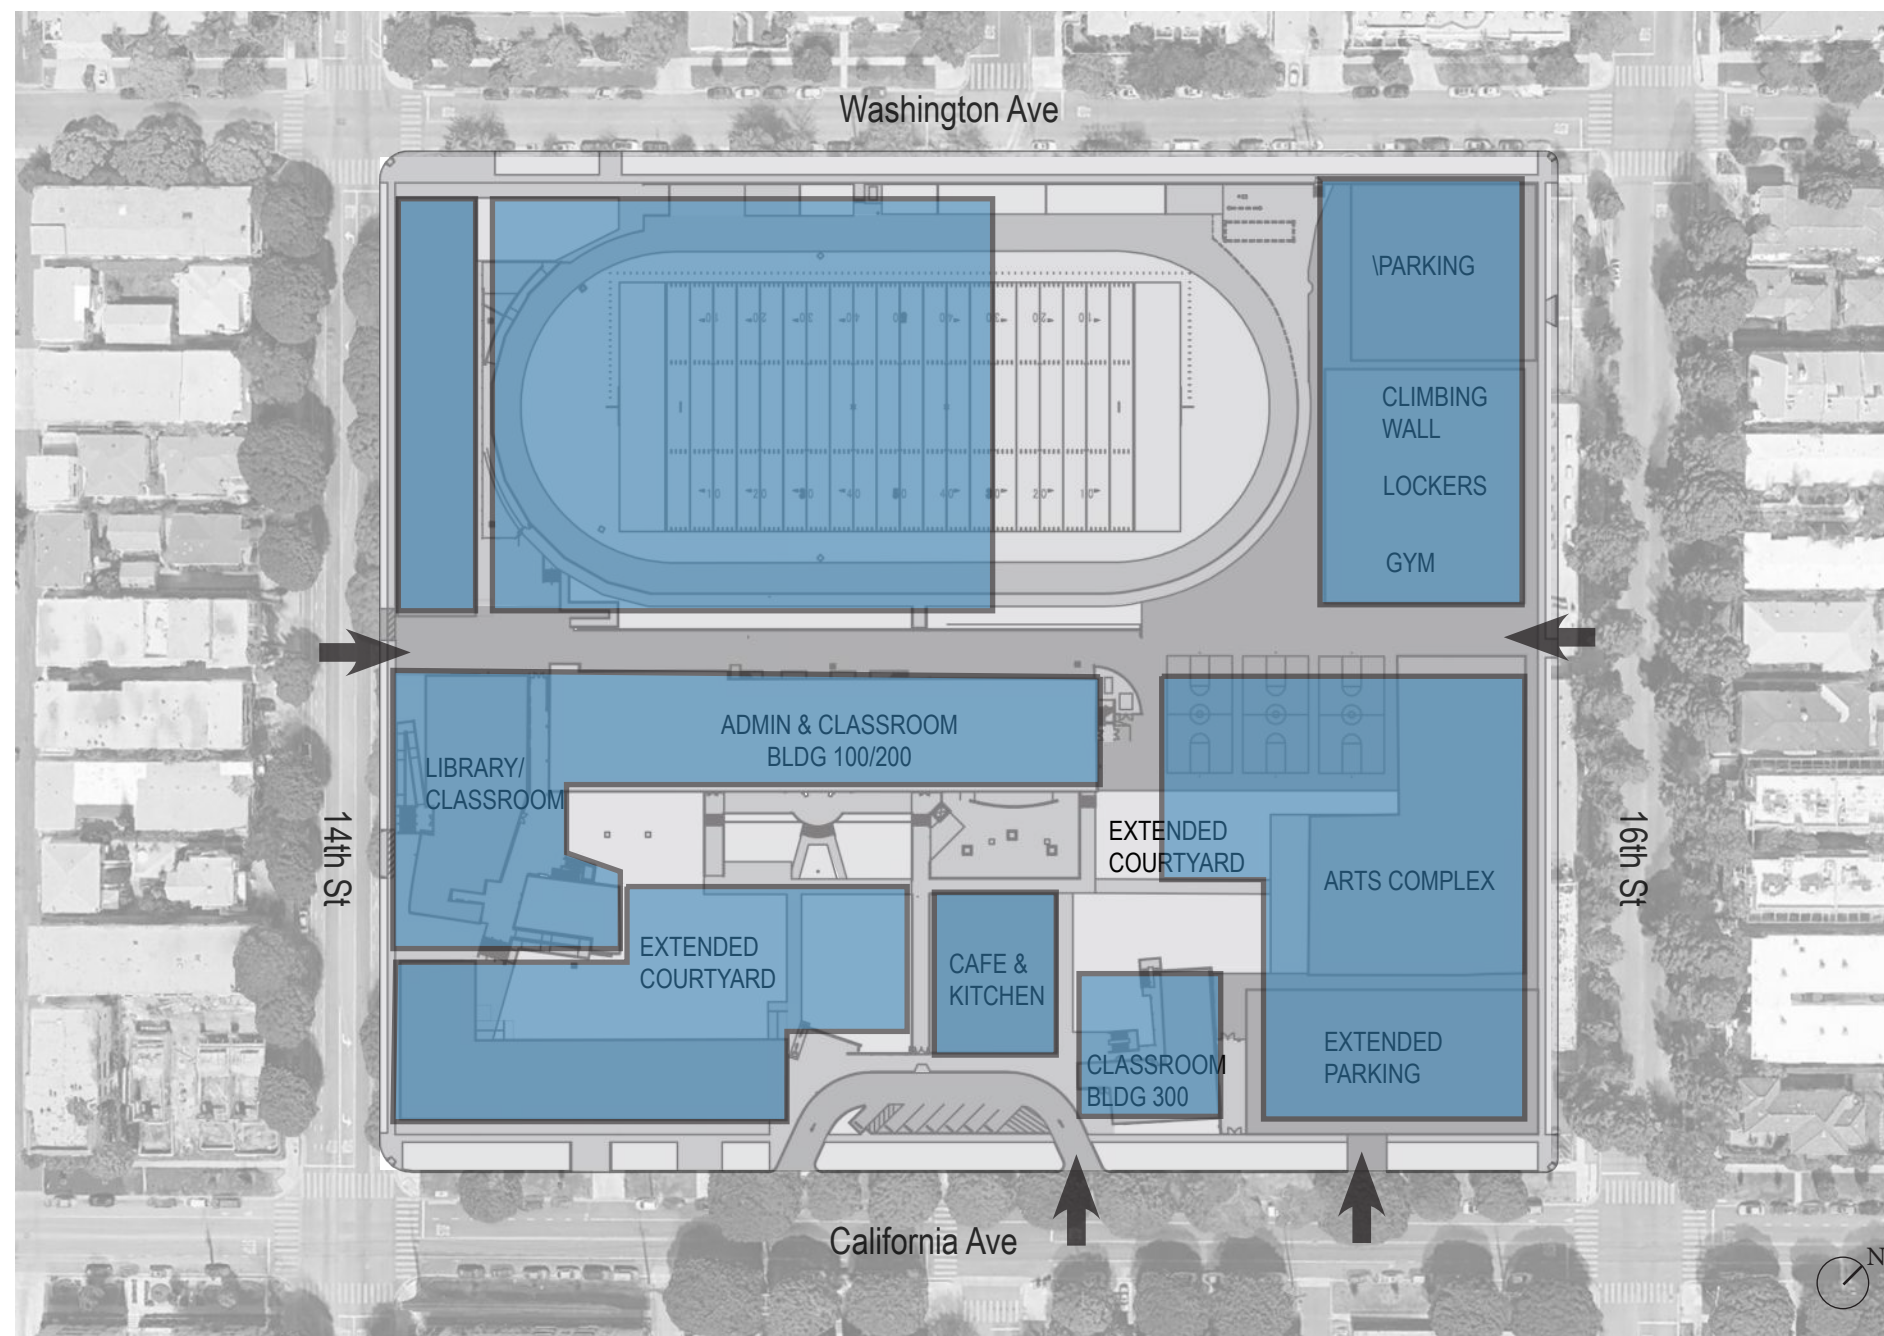 Washington Ave
\PARKING
CLIMBING
WALL
LOCKERS
GYM
ADMIN & CLASSROOM
BLDG 100/200
LIBRARY/
CLASSROOM
14th St
EXTENDED
COURTYARD
ARTS COMPLEX
16th St
EXTENDED
COURTYARD
CAFE &
KITCHEN
CLASSROOM
BLDG 300
EXTENDED
PARKING
California Ave
N